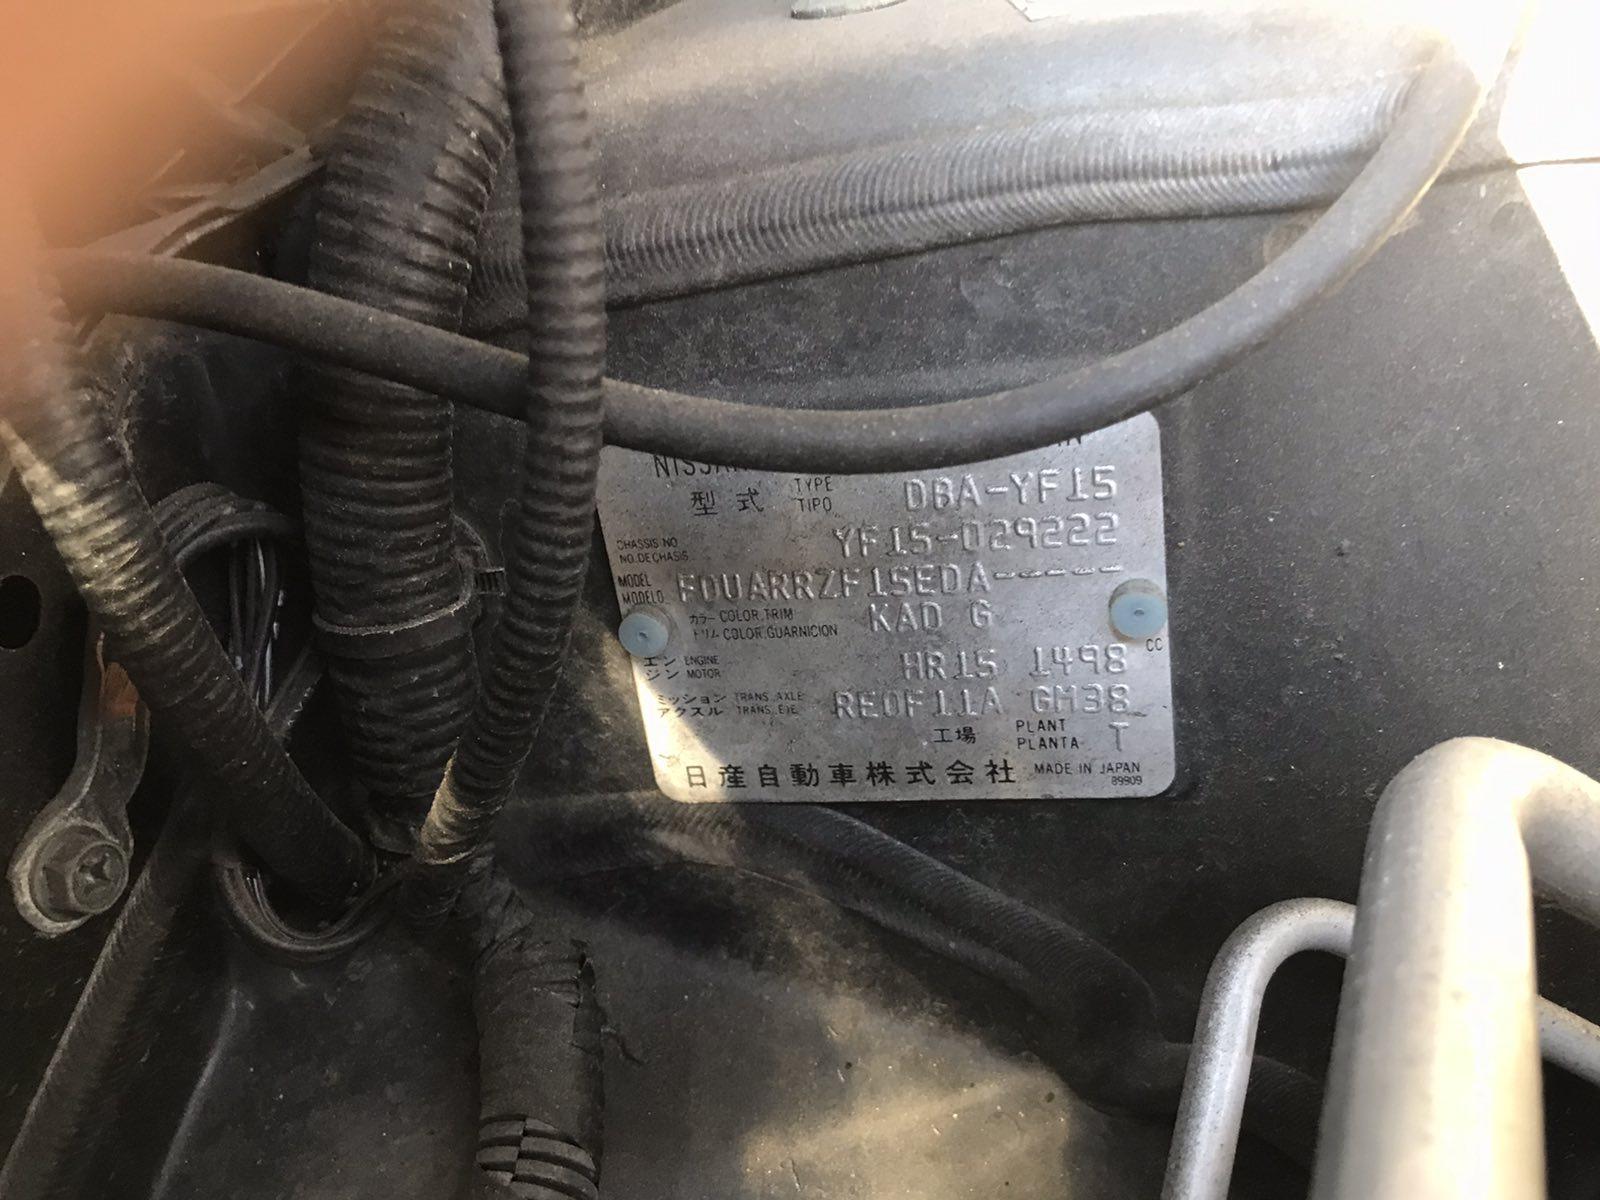 型式 TYPE TIPO DBA-YF15
CHASSIS NO NO.DE CHASIS YF15-029222
MODEL MODELO FDUARRZF15EDA-----
カラー トリム COLOR,TRIM COLOR,GUARNICION KAD G
エンジン ENGINE MOTOR HR15 1498 CC
ミッション アクスル TRANS.AXLE TRANS.EJE RE0F11A GM38
工場 PLANT PLANTA T
日産自動車株式会社 MADE IN JAPAN
89909